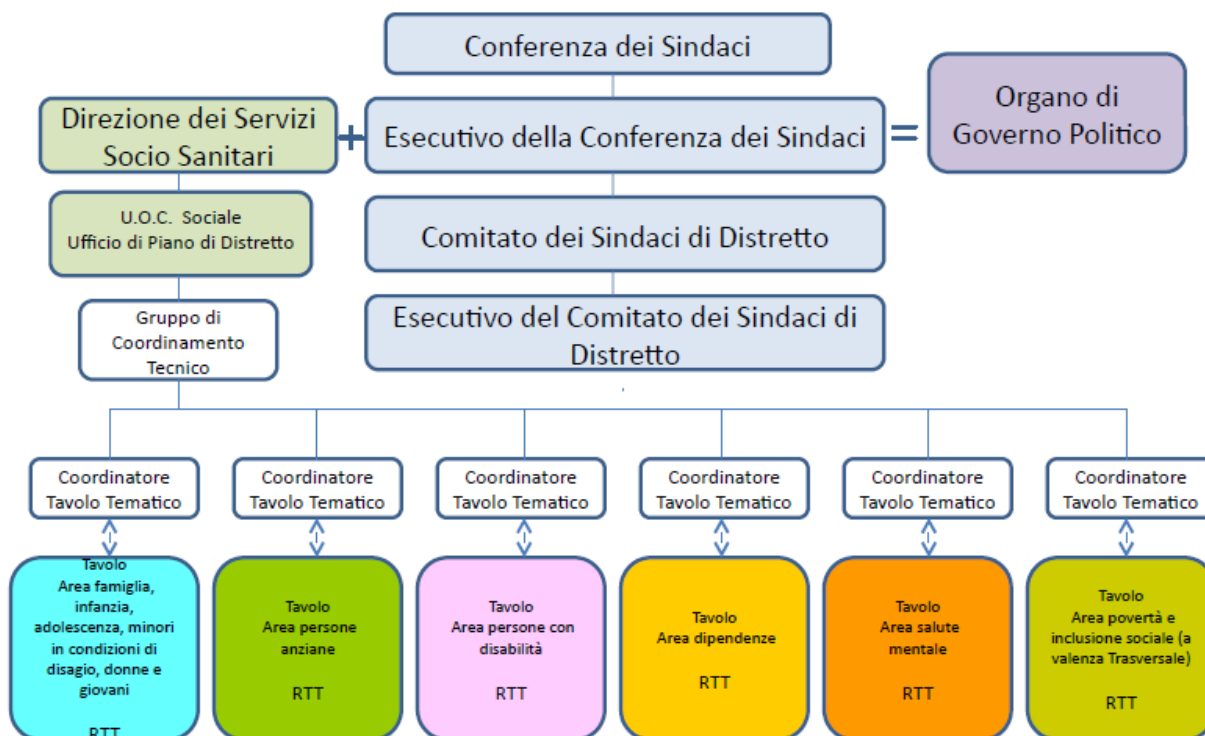 Conferenza dei Sindaci
Direzione dei Servizi
Socio Sanitari
+
Esecutivo della Conferenza dei Sindaci
=
Organo di
Governo Politico
U.O.C. Sociale
Ufficio di Piano di Distretto
Comitato dei Sindaci di Distretto
Gruppo di
Coordinamento
Tecnico
Esecutivo del Comitato dei Sindaci di
Distretto
Coordinatore
Tavolo Tematico
Coordinatore
Tavolo Tematico
Coordinatore
Tavolo Tematico
Coordinatore
Tavolo Tematico
Coordinatore
Tavolo Tematico
Coordinatore
Tavolo Tematico
Tavolo
Area famiglia,
infanzia,
adolescenza, minori
in condizioni di
disagio, donne e
giovani
RTT
Tavolo
Area persone
anziane
RTT
Tavolo
Area persone con
disabilità
RTT
Tavolo
Area dipendenze
RTT
Tavolo
Area salute
mentale
RTT
Tavolo
Area povertà e
inclusione sociale (a
valenza Trasversale)
RTT